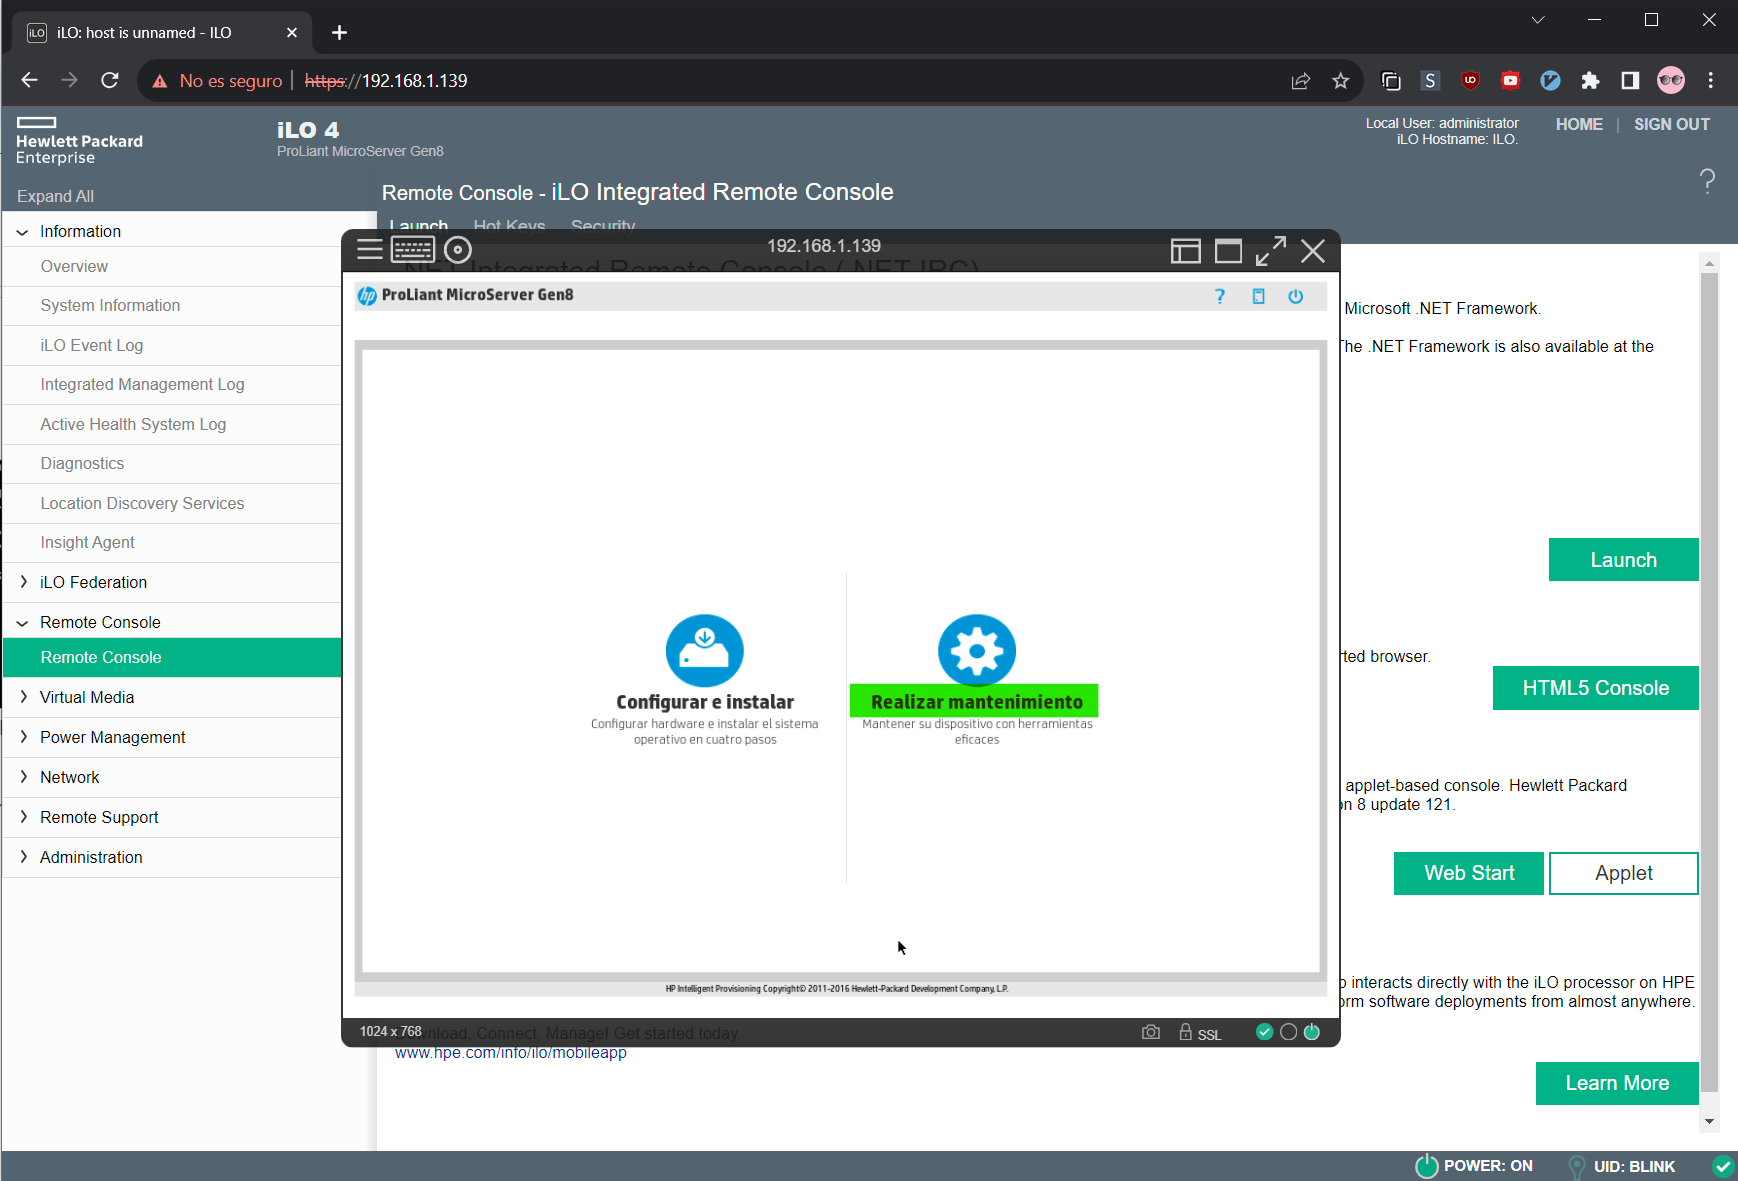 iLO: host is unnamed - ILO
No es seguro | https://192.168.1.139
Hewlett Packard
Enterprise
iLO 4
ProLiant MicroServer Gen8
Local User: administrator
iLO Hostname: ILO.
HOME | SIGN OUT
Expand All
Remote Console - iLO Integrated Remote Console
?
Launch Hot Keys Security
Information
Overview
System Information
iLO Event Log
Integrated Management Log
Active Health System Log
Diagnostics
Location Discovery Services
Insight Agent
iLO Federation
Remote Console
Remote Console
Virtual Media
Power Management
Network
Remote Support
Administration
192.168.1.139
.NET Integrated Remote Console (.NET IRC)
hp ProLiant MicroServer Gen8
?
Configurar e instalar
Configurar hardware e instalar el sistema
operativo en cuatro pasos
Realizar mantenimiento
Mantener su dispositivo con herramientas
eficaces
HP Intelligent Provisioning Copyright© 2011-2016 Hewlett-Packard Development Company, L.P.
1024 x 768
SSL
Connect, Manage! Get started today.
www.hpe.com/info/ilo/mobileapp
Microsoft .NET Framework.
The .NET Framework is also available at the
Launch
browser.
HTML5 Console
applet-based console. Hewlett Packard
8 update 121.
Web Start
Applet
interacts directly with the iLO processor on HPE
software deployments from almost anywhere.
Learn More
POWER: ON
UID: BLINK